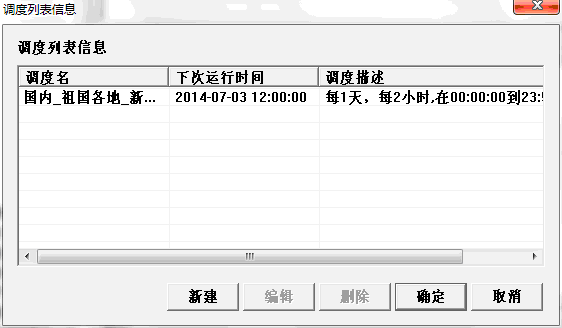 调度列表信息
调度列表信息
调度名 下次运行时间 调度描述
国内_祖国各地_新... 2014-07-03 12:00:00 每1天，每2小时,在00:00:00到23:
新建 编辑 删除 确定 取消